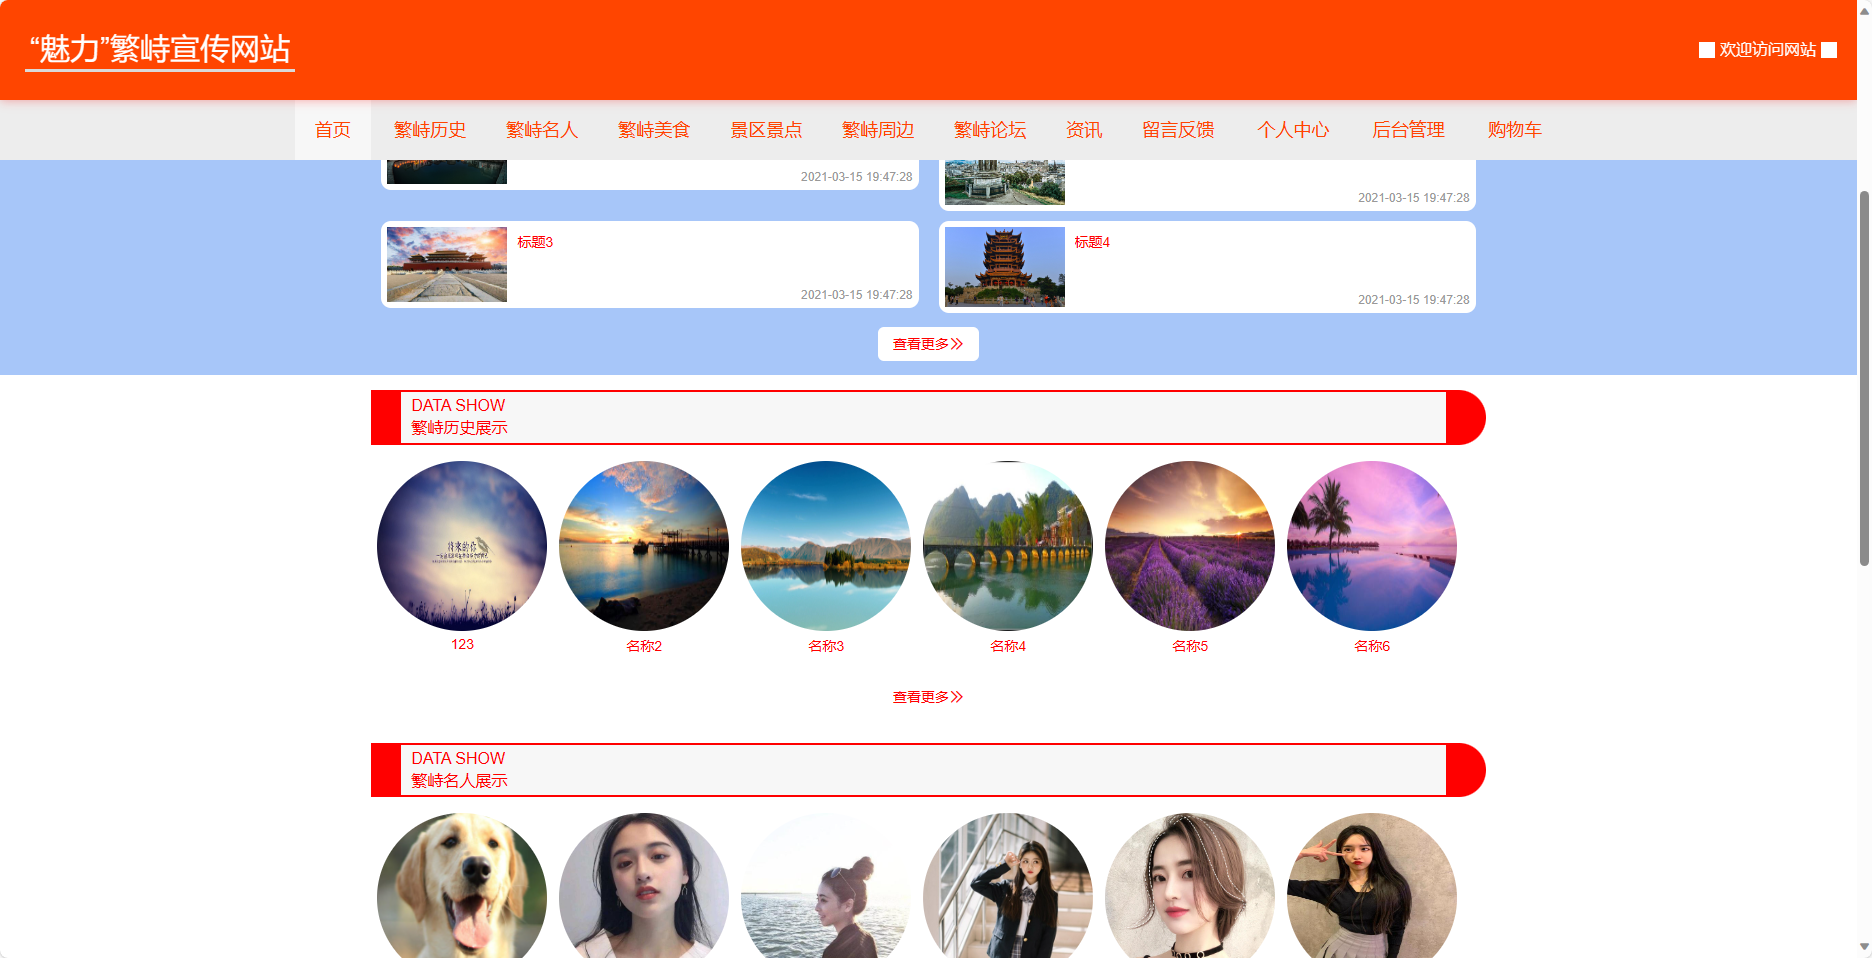 “魅力”繁峙宣传网站
欢迎访问网站
首页 繁峙历史 繁峙名人 繁峙美食 景区景点 繁峙周边 繁峙论坛 资讯 留言反馈 个人中心 后台管理 购物车
2021-03-15 19:47:28
2021-03-15 19:47:28
标题3
2021-03-15 19:47:28
标题4
2021-03-15 19:47:28
查看更多
DATA SHOW
繁峙历史展示
将来的你
123
名称2
名称3
名称4
名称5
名称6
查看更多
DATA SHOW
繁峙名人展示